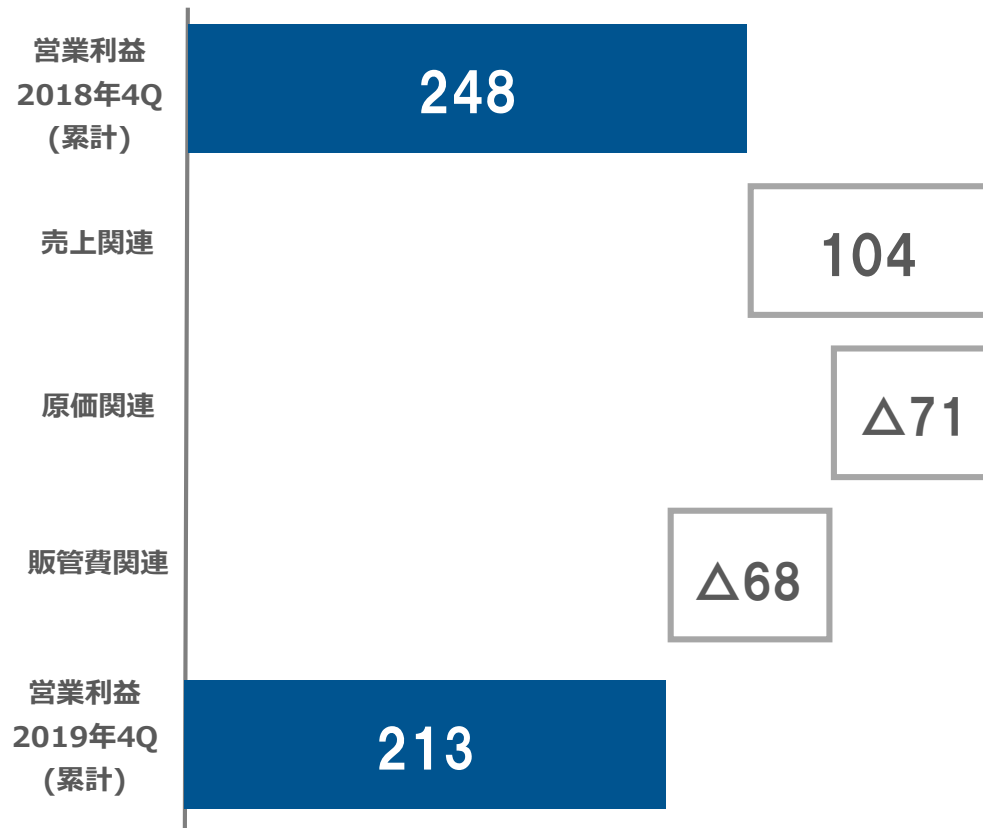 営業利益
2018年4Q
(累計)
248
売上関連
104
原価関連
△71
販管費関連
△68
営業利益
2019年4Q
(累計)
213